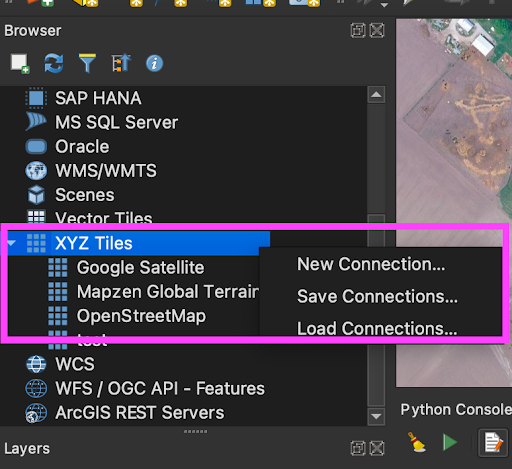 Browser
SAP HANA
MS SQL Server
Oracle
WMS/WMTS
Scenes
Vector Tiles
XYZ Tiles
Google Satellite
Mapzen Global Terrain
OpenStreetMap
test
New Connection...
Save Connections...
Load Connections...
WCS
WFS / OGC API - Features
ArcGIS REST Servers
Layers
Python Console